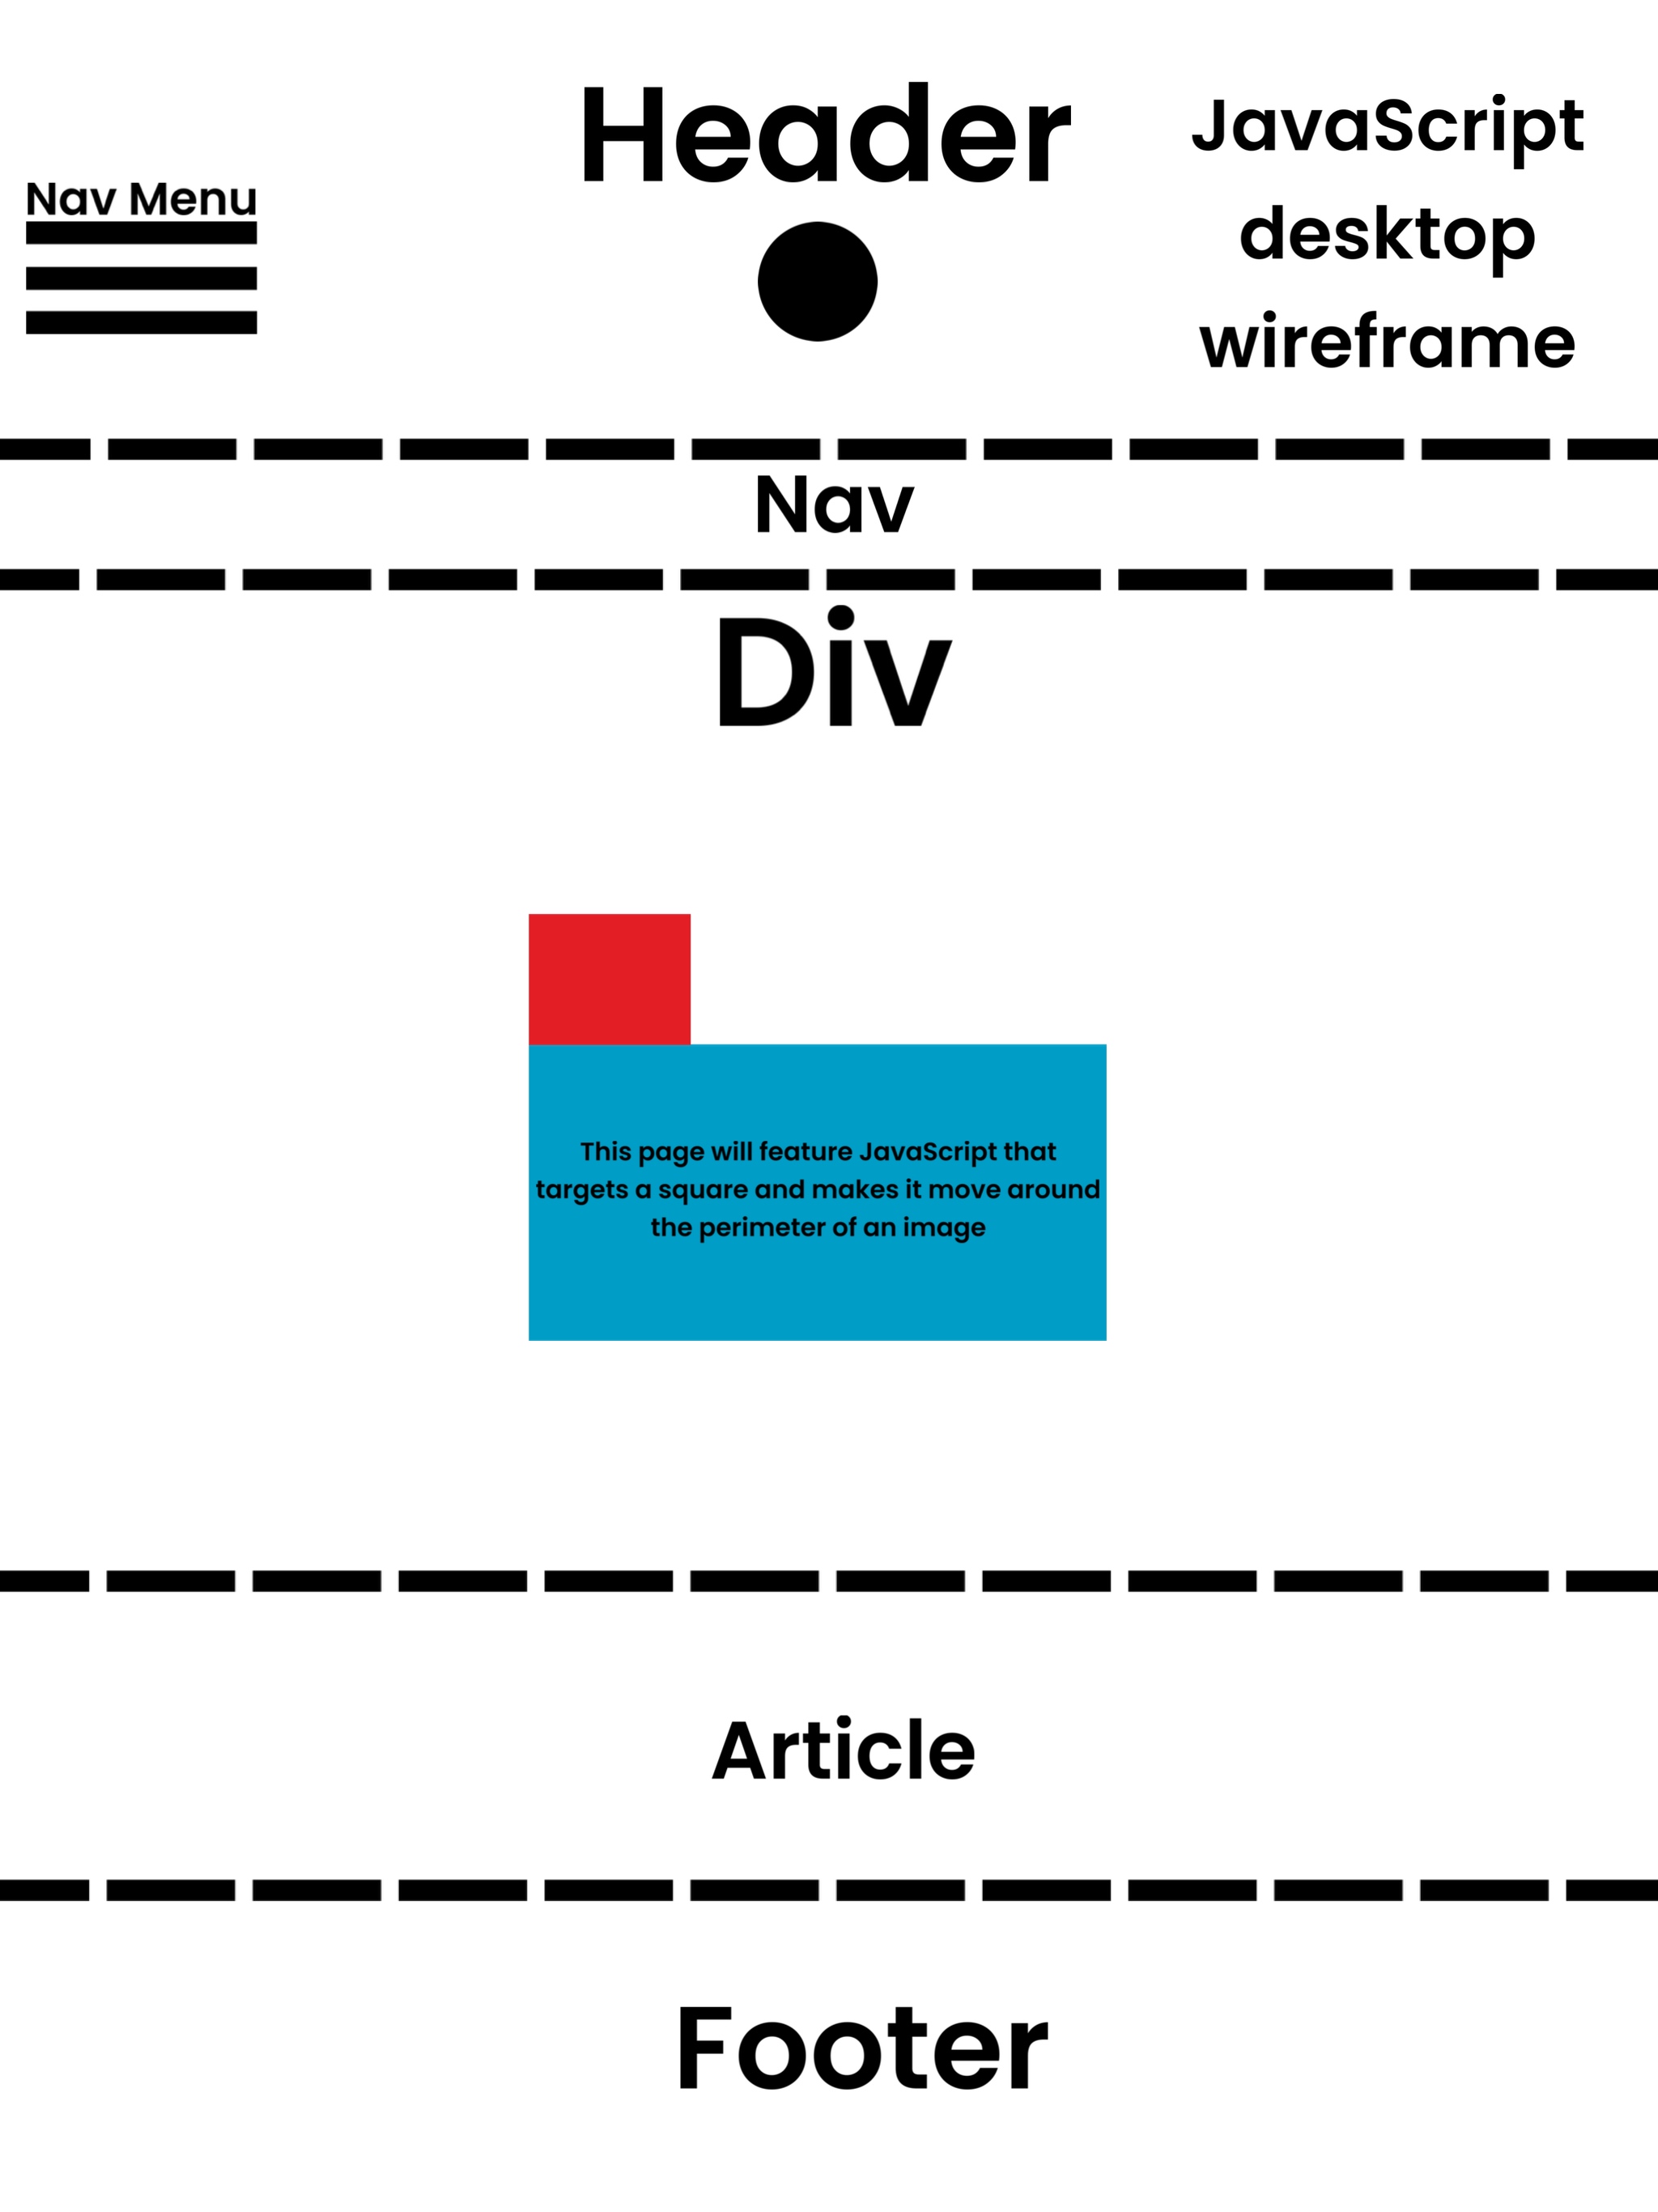 Header
JavaScript
desktop
wireframe
Nav Menu
Nav
Div
This page will feature JavaScript that
targets a square and makes it move around
the perimeter of an image
Article
Footer